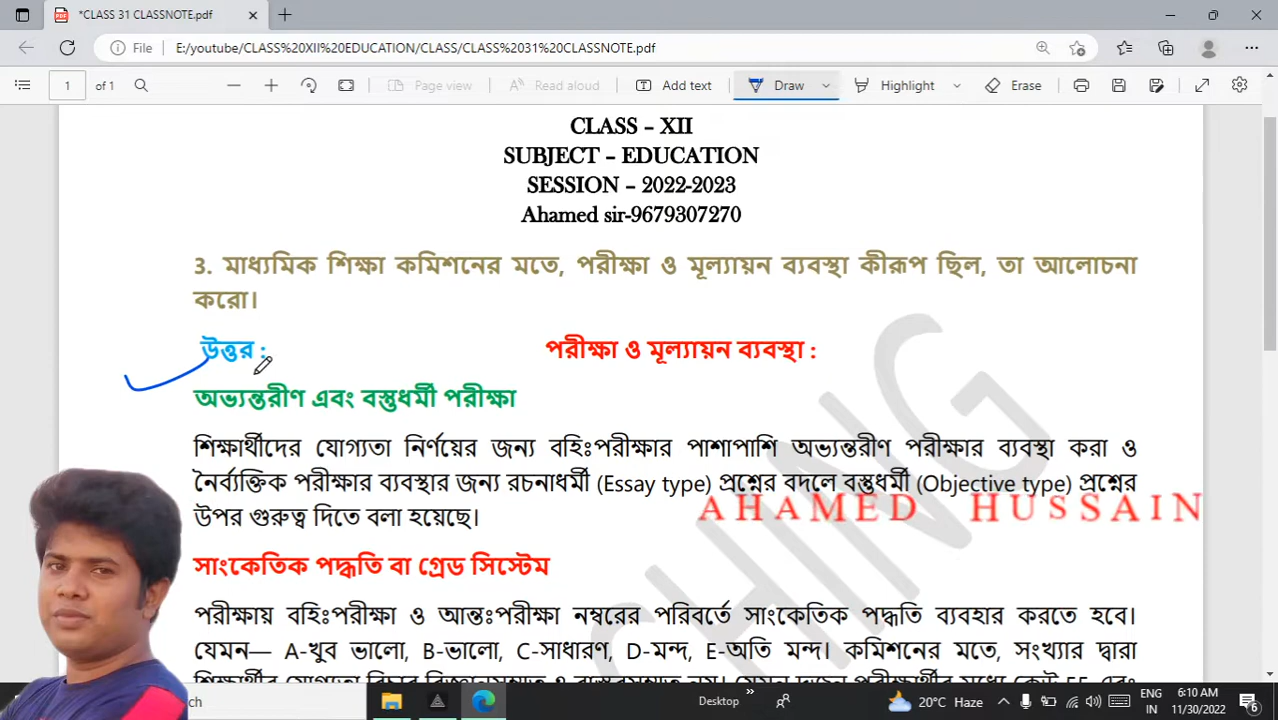 *CLASS 31 CLASSNOTE.pdf
File E:/youtube/CLASS%20XII%20EDUCATION/CLASS/CLASS%2031%20CLASSNOTE.pdf
1 of 1 Page view Read aloud Add text Draw Highlight Erase
CLASS – XII
SUBJECT – EDUCATION
SESSION – 2022-2023
Ahamed sir-9679307270
3. মাধ্যমিক শিক্ষা কমিশনের মতে, পরীক্ষা ও মূল্যায়ন ব্যবস্থা কীরূপ ছিল, তা আলোচনা
করো।
উত্তর : পরীক্ষা ও মূল্যায়ন ব্যবস্থা :
অভ্যন্তরীণ এবং বস্তুধর্মী পরীক্ষা
শিক্ষার্থীদের যোগ্যতা নির্ণয়ের জন্য বহিঃপরীক্ষার পাশাপাশি অভ্যন্তরীণ পরীক্ষার ব্যবস্থা করা ও
নৈর্ব্যক্তিক পরীক্ষার ব্যবস্থার জন্য রচনাধর্মী (Essay type) প্রশ্নের বদলে বস্তুধর্মী (Objective type) প্রশ্নের
উপর গুরুত্ব দিতে বলা হয়েছে।
AHAMED HUSSAIN
সাংকেতিক পদ্ধতি বা গ্রেড সিস্টেম
পরীক্ষায় বহিঃপরীক্ষা ও আন্তঃপরীক্ষা নম্বরের পরিবর্তে সাংকেতিক পদ্ধতি ব্যবহার করতে হবে।
যেমন— A-খুব ভালো, B-ভালো, C-সাধারণ, D-মন্দ, E-অতি মন্দ। কমিশনের মতে, সংখ্যার দ্বারা
CHING
rch Desktop 20°C Haze ENG 6:10 AM
IN 11/30/2022 6